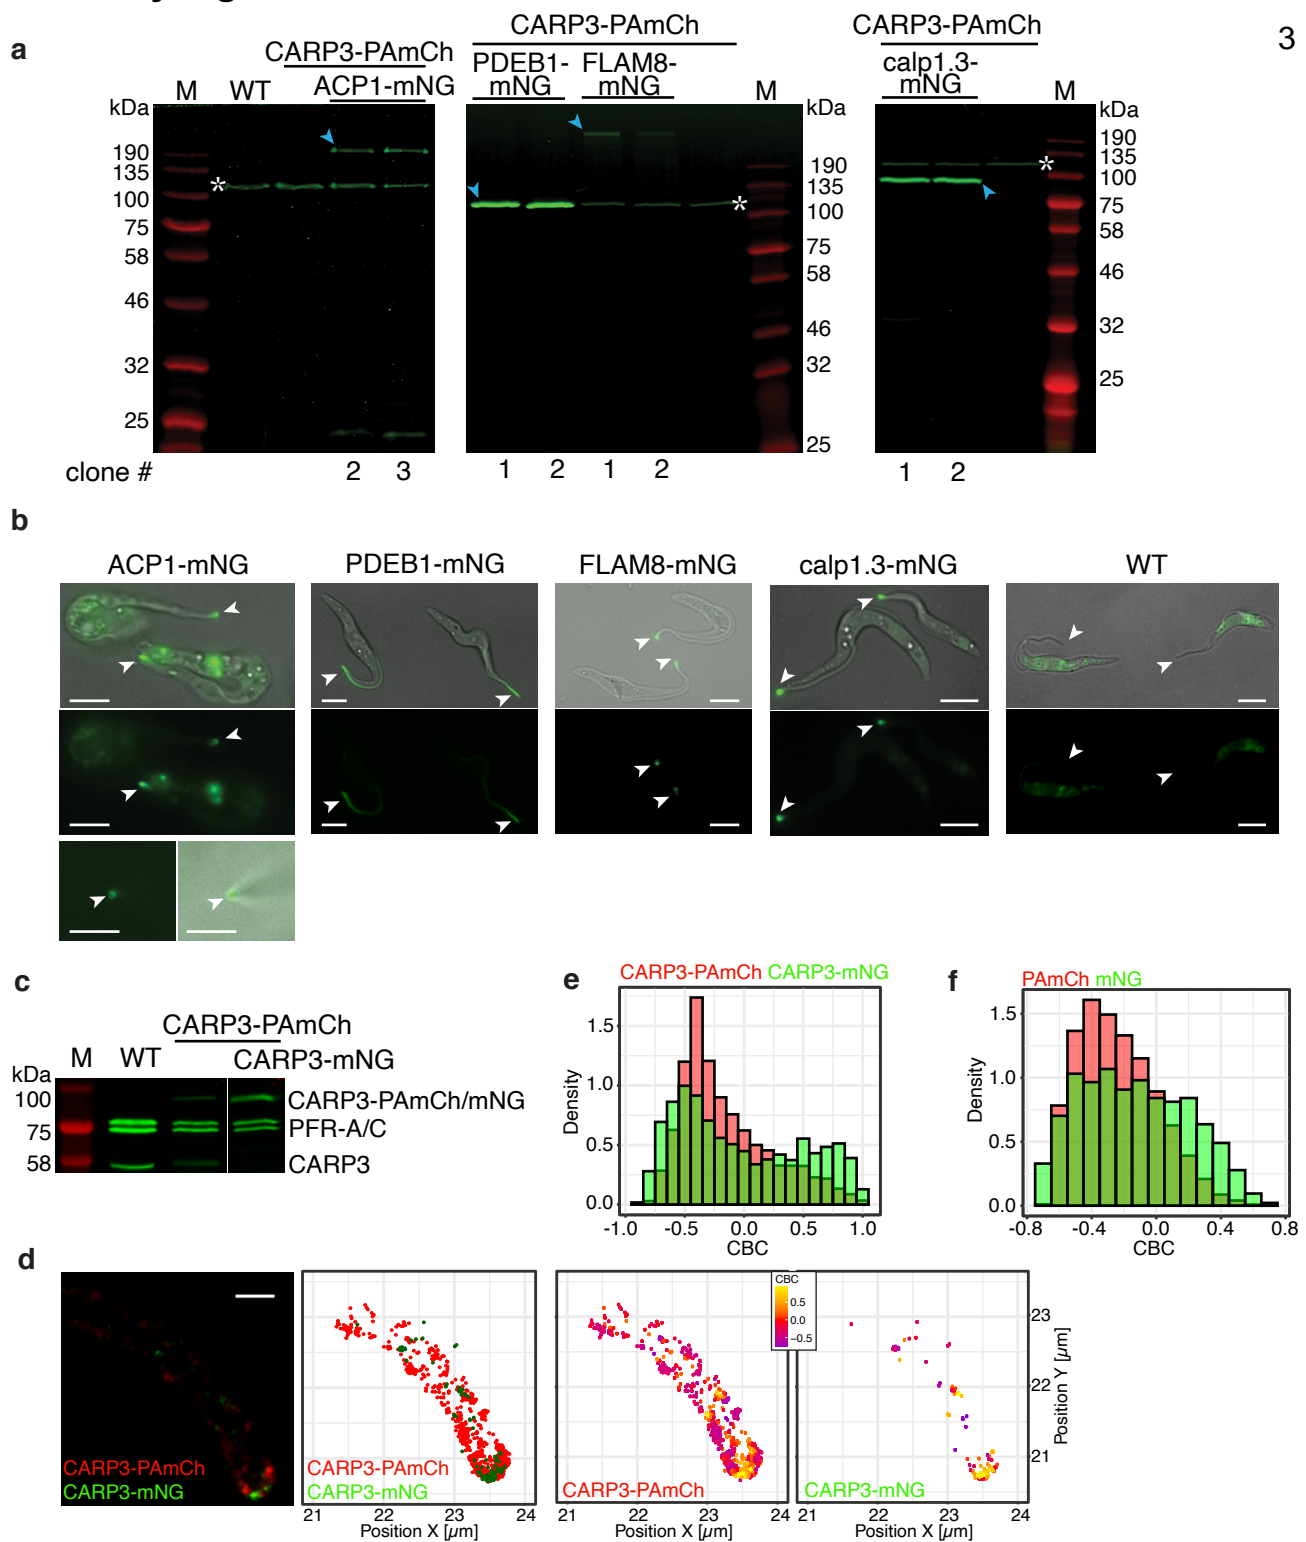 3
a
CARP3-PAmCh
ACP1-mNG
M WT
kDa
190
135
100
75
58
46
32
25
*
clone # 2 3
CARP3-PAmCh
PDEB1-mNG
FLAM8-mNG
M
kDa
190
135
100
75
58
46
32
25
*
1 2 1 2
CARP3-PAmCh
calp1.3-mNG
M
kDa
190
135
100
75
58
46
32
25
*
1 2
b
ACP1-mNG PDEB1-mNG FLAM8-mNG calp1.3-mNG WT
c
CARP3-PAmCh
M WT CARP3-mNG
kDa
100 CARP3-PAmCh/mNG
75 PFR-A/C
58 CARP3
e
CARP3-PAmCh CARP3-mNG
Density
1.5
1.0
0.5
0.0
-1.0 -0.5 0.0 0.5 1.0
CBC
f
PAmCh mNG
Density
1.5
1.0
0.5
0.0
-0.8 -0.4 0.0 0.4 0.8
CBC
d
CARP3-PAmCh
CARP3-mNG
CARP3-PAmCh
CARP3-mNG
21 22 23 24
Position X [µm]
CBC
0.5
0.0
-0.5
CARP3-PAmCh
21 22 23
Position X [µm]
CARP3-mNG
21 22 23 24
Position X [µm]
23
22
21
Position Y [µm]